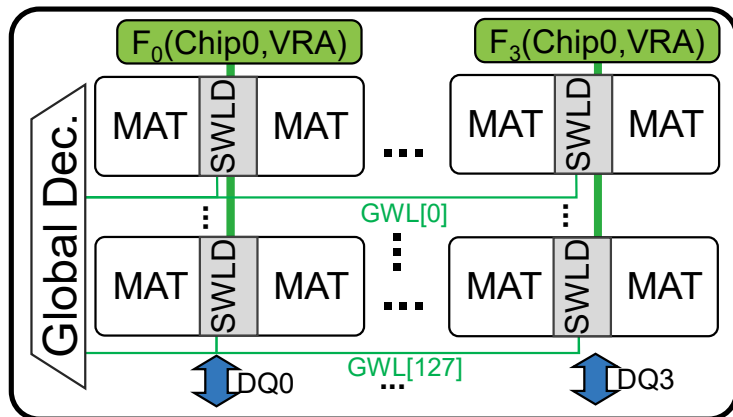 F0(Chip0,VRA)
F3(Chip0,VRA)
Global Dec.
MAT SWLD MAT ... MAT SWLD MAT
GWL[0]
... ... ...
MAT SWLD MAT ... MAT SWLD MAT
GWL[127]
DQ0 ... DQ3